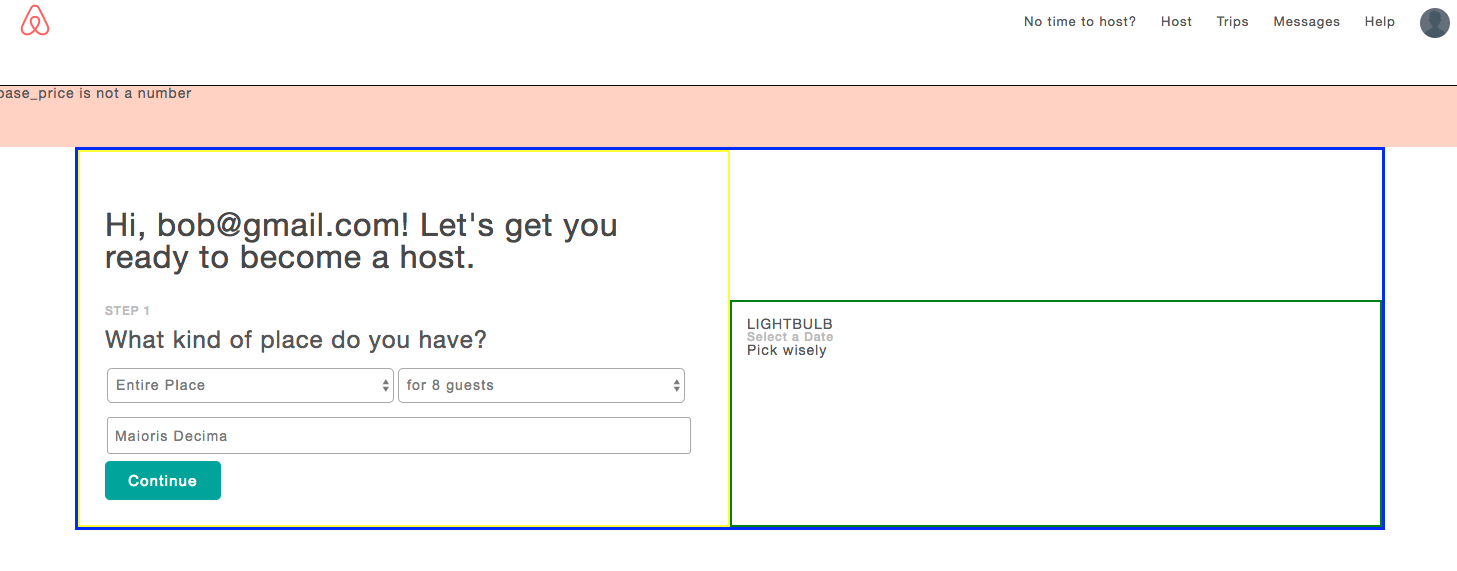 No time to host? Host Trips Messages Help
base_price is not a number
Hi, bob@gmail.com! Let's get you
ready to become a host.
STEP 1
What kind of place do you have?
Entire Place for 8 guests
Maioris Decima
Continue
LIGHTBULB
Select a Date
Pick wisely